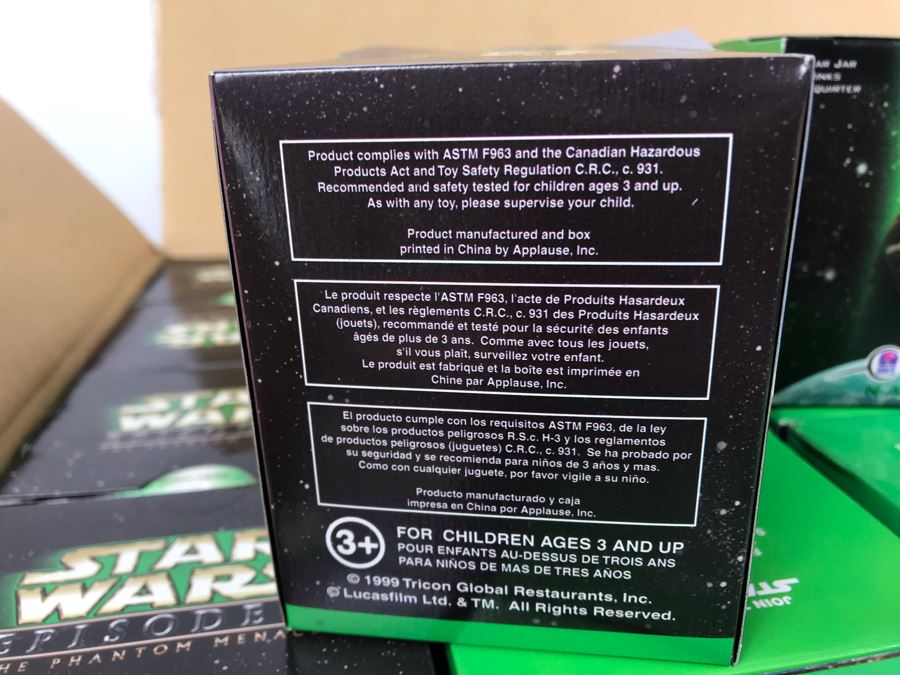 Product complies with ASTM F963 and the Canadian Hazardous
Products Act and Toy Safety Regulation C.R.C., c. 931.
Recommended and safety tested for children ages 3 and up.
As with any toy, please supervise your child.
Product manufactured and box
printed in China by Applause, Inc.
Le produit respecte l'ASTM F963, l'acte de Produits Hasardeux
Canadiens, et les règlements C.R.C., c. 931 des Produits Hasardeux
(jouets), recommandé et testé pour la sécurité des enfants
âgés de plus de 3 ans. Comme avec tous les jouets,
s'il vous plaît, surveillez votre enfant.
Le produit est fabriqué et la boîte est imprimée en
Chine par Applause, Inc.
El producto cumple con los requisitos ASTM F963, de la ley
sobre los productos peligrosos R.S.c. H-3 y los reglamentos
de productos peligrosos (juguetes) C.R.C., c. 931. Se ha probado por
su seguridad y se recomienda para niños de 3 años y mas.
Como con cualquier juguete, por favor vigile a su niño.
Producto manufacturado y caja
impresa en China por Applause, Inc.
3+
FOR CHILDREN AGES 3 AND UP
POUR ENFANTS AU-DESSUS DE TROIS ANS
PARA NIÑOS DE MAS DE TRES AÑOS
© 1999 Tricon Global Restaurants, Inc.
© Lucasfilm Ltd. & TM. All Rights Reserved.
STAR
WARS
EPISODE
THE PHANTOM MENAC
STAR
WAR
AR JAR
INKS
QUARTER
JOIN